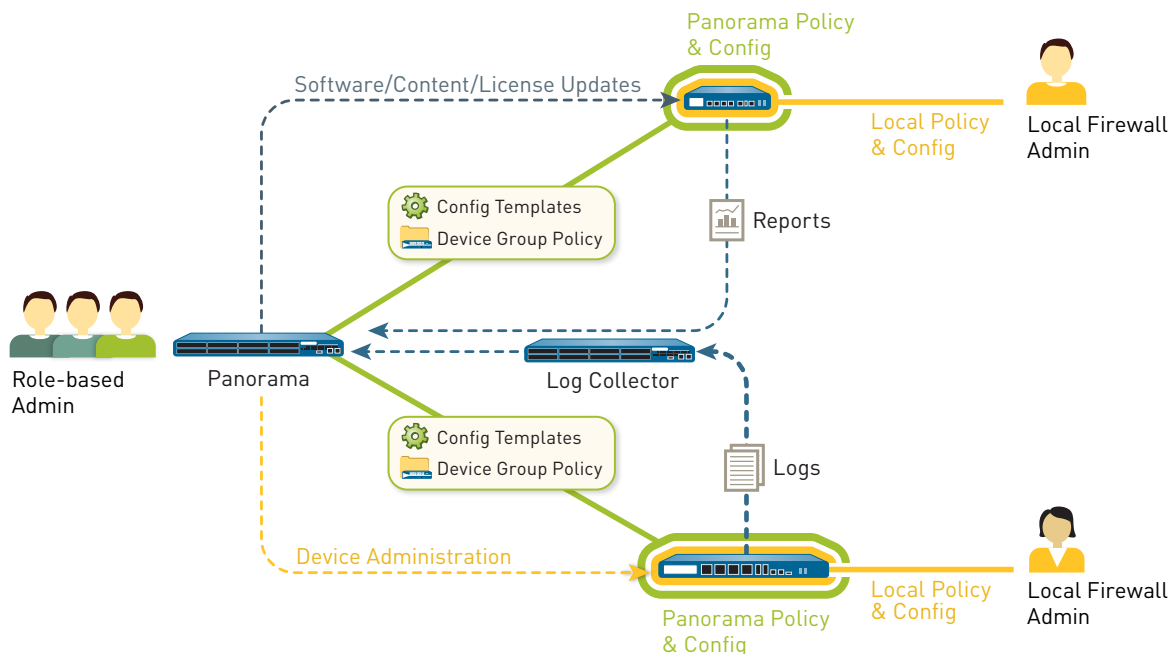 Panorama Policy
& Config
Software/Content/License Updates
Local Policy
& Config
Local Firewall
Admin
Config Templates
Device Group Policy
Reports
Role-based
Admin
Panorama
Log Collector
Config Templates
Device Group Policy
Logs
Device Administration
Local Policy
& Config
Local Firewall
Admin
Panorama Policy
& Config